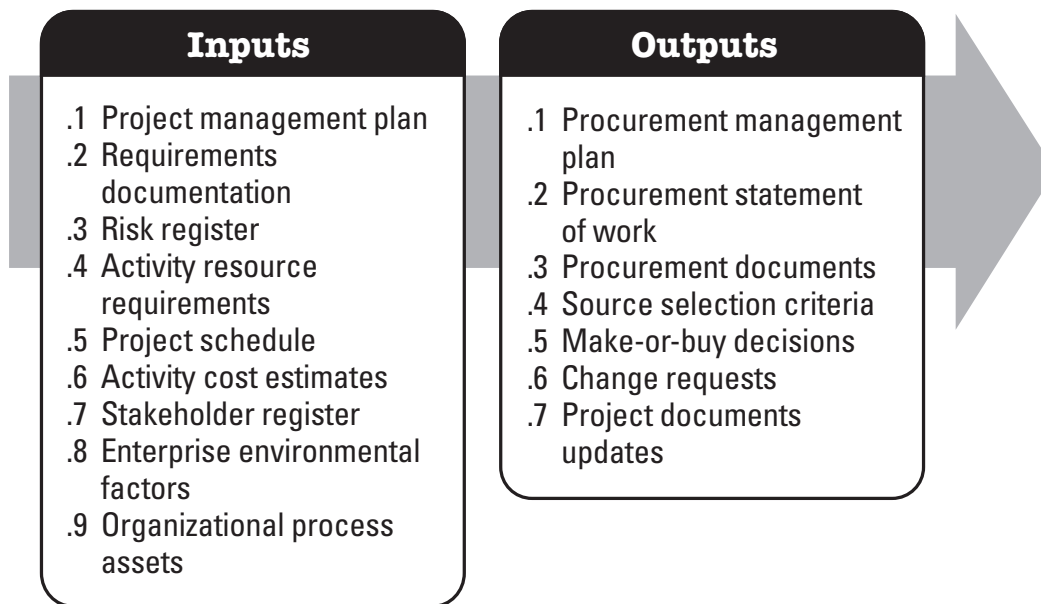 Inputs
.1 Project management plan
.2 Requirements
documentation
.3 Risk register
.4 Activity resource
requirements
.5 Project schedule
.6 Activity cost estimates
.7 Stakeholder register
.8 Enterprise environmental
factors
.9 Organizational process
assets
Outputs
.1 Procurement management
plan
.2 Procurement statement
of work
.3 Procurement documents
.4 Source selection criteria
.5 Make-or-buy decisions
.6 Change requests
.7 Project documents
updates